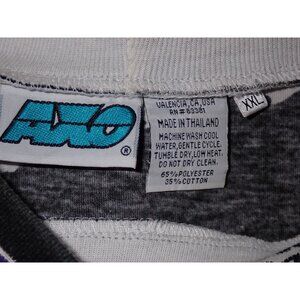 AXO
®
VALENCIA, CA, USA
RN# 83381
MADE IN THAILAND
MACHINE WASH COOL
WATER, GENTLE CYCLE.
TUMBLE DRY, LOW HEAT.
DO NOT DRY CLEAN.
65% POLYESTER
35% COTTON
XXL